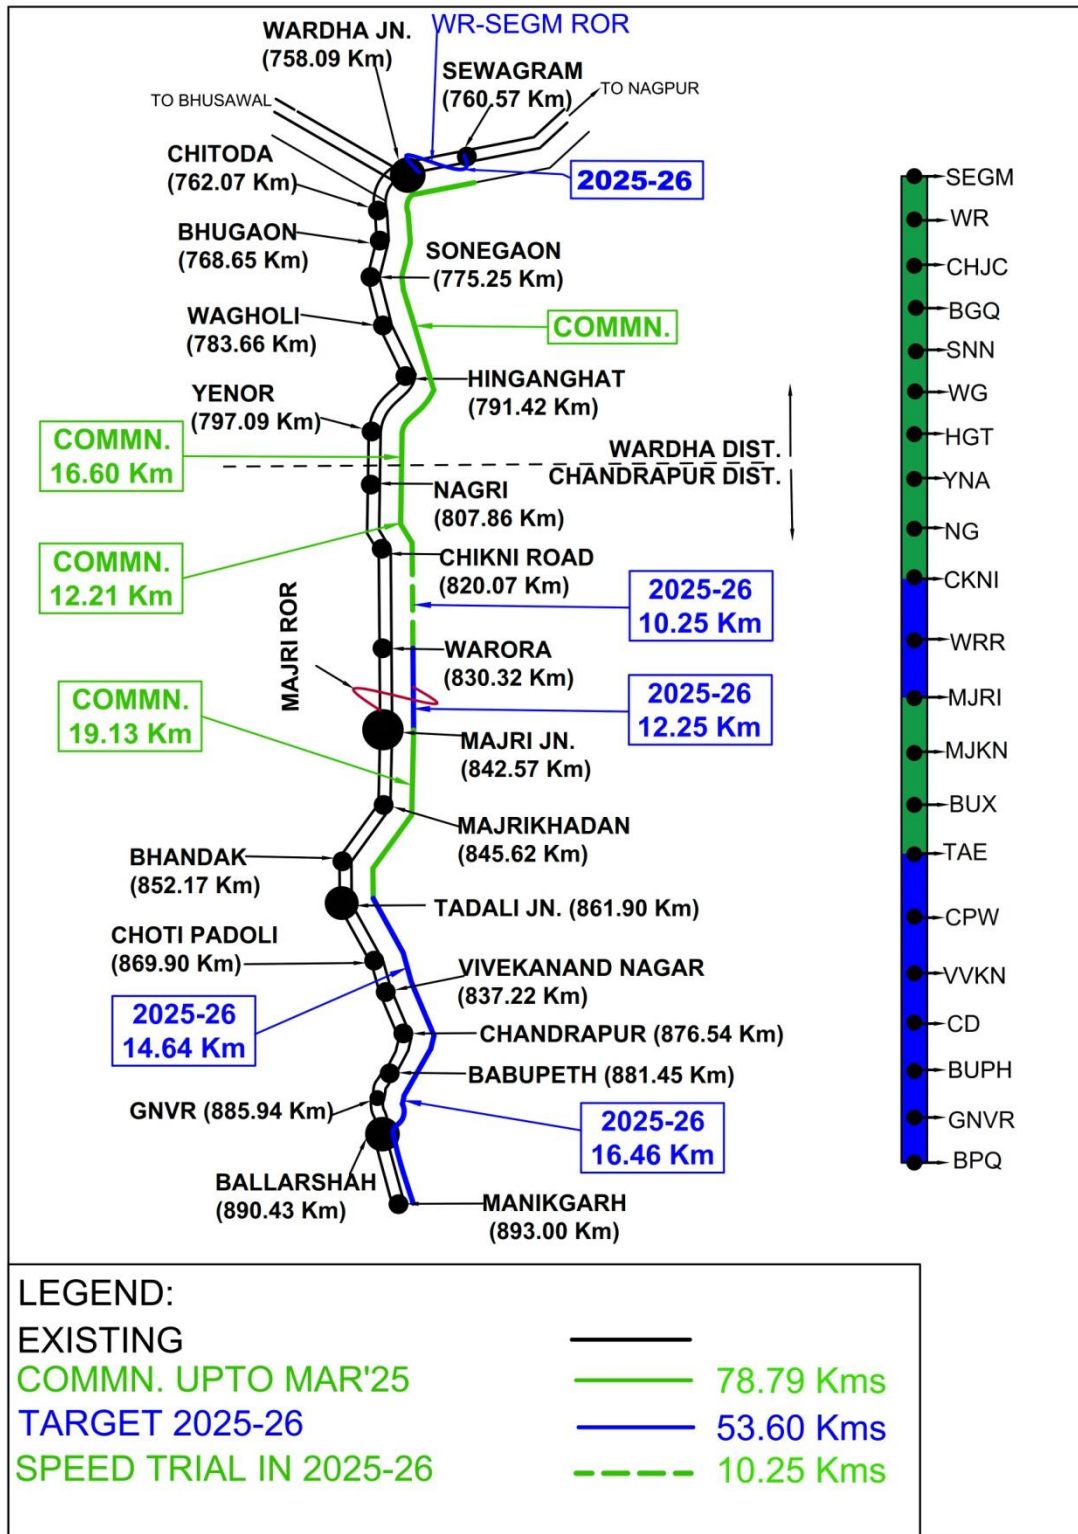 WR-SEGM ROR
WARDHA JN.
(758.09 Km)
SEWAGRAM
(760.57 Km)
TO NAGPUR
TO BHUSAWAL
CHITODA
(762.07 Km)
2025-26
BHUGAON
(768.65 Km)
SONEGAON
(775.25 Km)
WAGHOLI
(783.66 Km)
COMMN.
HINGANGHAT
(791.42 Km)
YENOR
(797.09 Km)
COMMN.
16.60 Km
WARDHA DIST.
CHANDRAPUR DIST.
NAGRI
(807.86 Km)
COMMN.
12.21 Km
CHIKNI ROAD
(820.07 Km)
2025-26
10.25 Km
MAJRI ROR
WARORA
(830.32 Km)
COMMN.
19.13 Km
2025-26
12.25 Km
MAJRI JN.
(842.57 Km)
MAJRIKHADAN
(845.62 Km)
BHANDAK
(852.17 Km)
TADALI JN. (861.90 Km)
CHOTI PADOLI
(869.90 Km)
VIVEKANAND NAGAR
(837.22 Km)
2025-26
14.64 Km
CHANDRAPUR (876.54 Km)
BABUPETH (881.45 Km)
GNVR (885.94 Km)
2025-26
16.46 Km
BALLARSHAH
(890.43 Km)
MANIKGARH
(893.00 Km)
SEGM
WR
CHJC
BGQ
SNN
WG
HGT
YNA
NG
CKNI
WRR
MJRI
MJKN
BUX
TAE
CPW
VVKN
CD
BUPH
GNVR
BPQ
LEGEND:
EXISTING
COMMN. UPTO MAR'25 78.79 Kms
TARGET 2025-26 53.60 Kms
SPEED TRIAL IN 2025-26 10.25 Kms